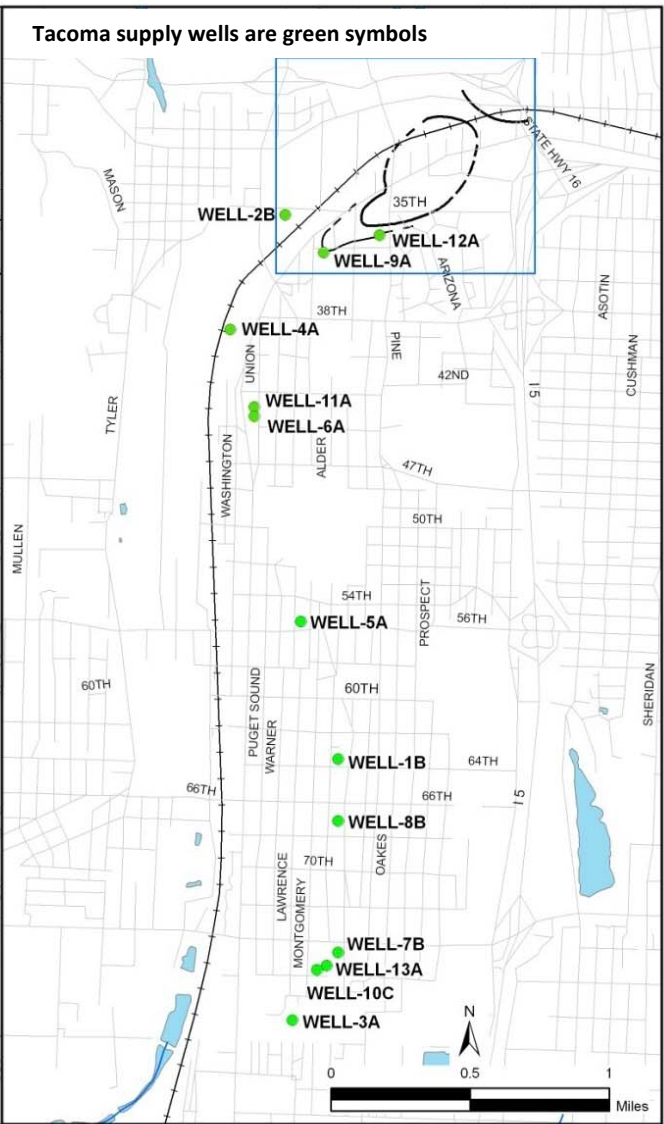 Tacoma supply wells are green symbols
MASON
STATE HWY 16
35TH
WELL-2B
WELL-12A
WELL-9A
ARIZONA
ASOTIN
38TH
WELL-4A
UNION
PINE
42ND
CUSHMAN
I 5
TYLER
WELL-11A
WELL-6A
WASHINGTON
ALDER
47TH
50TH
MULLEN
54TH
PROSPECT
56TH
WELL-5A
60TH
60TH
PUGET SOUND
WARNER
SHERIDAN
WELL-1B
64TH
66TH
66TH
I 5
WELL-8B
70TH
OAKES
LAWRENCE
MONTGOMERY
WELL-7B
WELL-13A
WELL-10C
WELL-3A
N
0 0.5 1
Miles